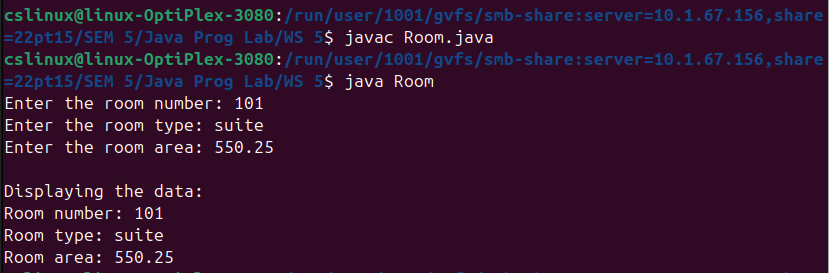 cslinux@linux-OptiPlex-3080:/run/user/1001/gvfs/smb-share:server=10.1.67.156,share
=22pt15/SEM 5/Java Prog Lab/WS 5$ javac Room.java
cslinux@linux-OptiPlex-3080:/run/user/1001/gvfs/smb-share:server=10.1.67.156,share
=22pt15/SEM 5/Java Prog Lab/WS 5$ java Room
Enter the room number: 101
Enter the room type: suite
Enter the room area: 550.25
Displaying the data:
Room number: 101
Room type: suite
Room area: 550.25